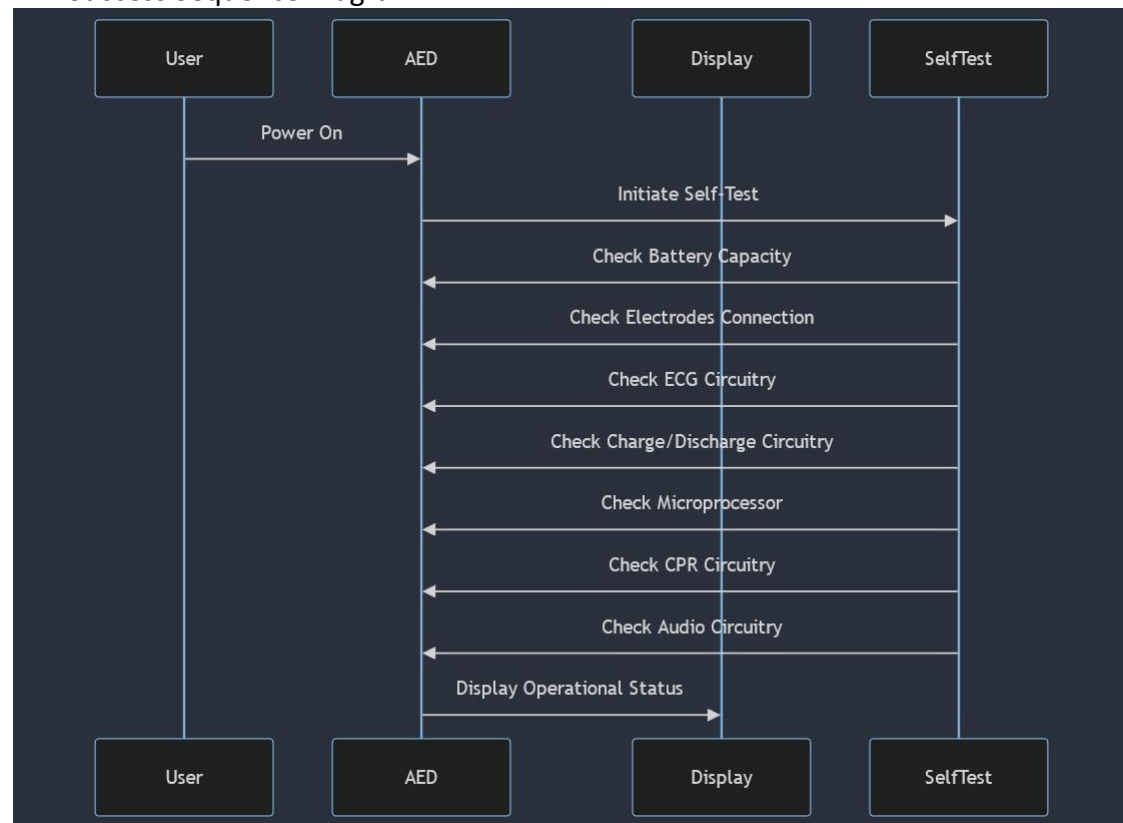 User AED Display SelfTest
Power On
Initiate Self-Test
Check Battery Capacity
Check Electrodes Connection
Check ECG Circuitry
Check Charge/Discharge Circuitry
Check Microprocessor
Check CPR Circuitry
Check Audio Circuitry
Display Operational Status
User AED Display SelfTest